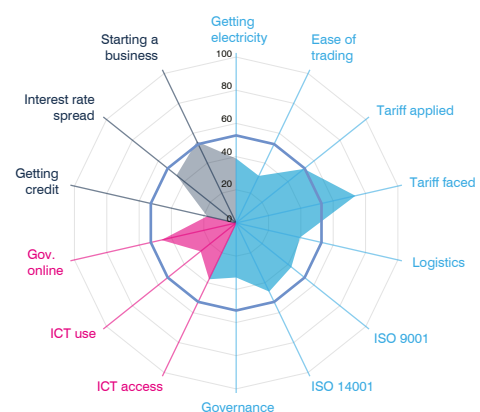 Getting
electricity
Starting a
business
Ease of
trading
100
80
60
40
20
0
Interest rate
spread
Tariff applied
Getting
credit
Tariff faced
Gov.
online
Logistics
ICT use
ISO 9001
ICT access
ISO 14001
Governance